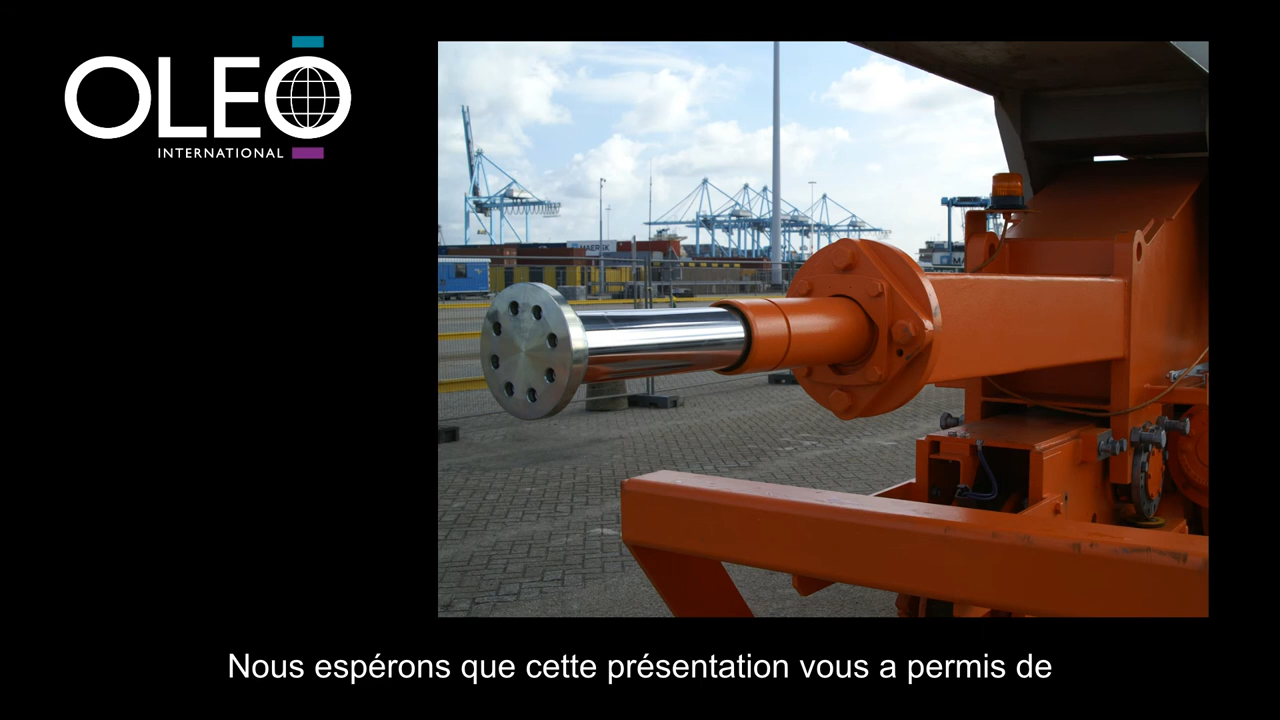 OLEO
INTERNATIONAL
MAERSK
Nous espérons que cette présentation vous a permis de